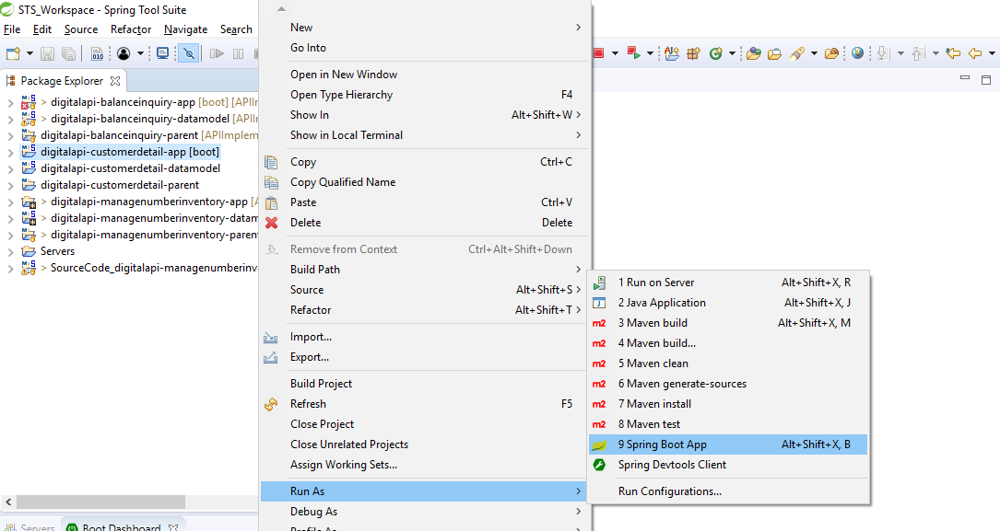 STS_Workspace - Spring Tool Suite
File Edit Source Refactor Navigate Search
Package Explorer
> digitalapi-balanceinquiry-app [boot] [APIIm
> digitalapi-balanceinquiry-datamodel [APIIn
digitalapi-balanceinquiry-parent [APIImplem
digitalapi-customerdetail-app [boot]
digitalapi-customerdetail-datamodel
digitalapi-customerdetail-parent
> digitalapi-managenumberinventory-app [A
> digitalapi-managenumberinventory-datam
> digitalapi-managenumberinventory-paren
Servers
> SourceCode_digitalapi-managenumberinv
Servers Boot Dashboard
New
Go Into
Open in New Window
Open Type Hierarchy F4
Show In Alt+Shift+W
Show in Local Terminal
Copy Ctrl+C
Copy Qualified Name
Paste Ctrl+V
Delete Delete
Remove from Context Ctrl+Alt+Shift+Down
Build Path
Source Alt+Shift+S
Refactor Alt+Shift+T
Import...
Export...
Build Project
Refresh F5
Close Project
Close Unrelated Projects
Assign Working Sets...
Run As
Debug As
Profile As
1 Run on Server Alt+Shift+X, R
2 Java Application Alt+Shift+X, J
m2 3 Maven build Alt+Shift+X, M
m2 4 Maven build...
m2 5 Maven clean
m2 6 Maven generate-sources
m2 7 Maven install
m2 8 Maven test
9 Spring Boot App Alt+Shift+X, B
Spring Devtools Client
Run Configurations...